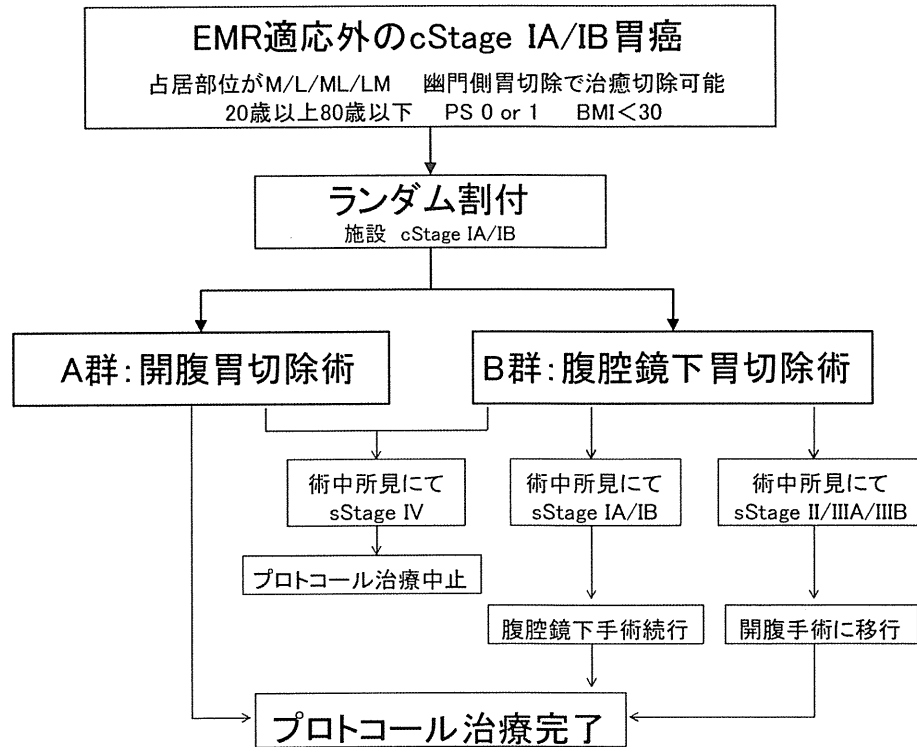 EMR適応外のcStage IA/IB胃癌
占居部位がM/L/ML/LM 幽門側胃切除で治癒切除可能
20歳以上80歳以下 PS 0 or 1 BMI<30
ランダム割付
施設 cStage IA/IB
A群:開腹胃切除術
B群:腹腔鏡下胃切除術
術中所見にて
sStage IV
術中所見にて
sStage IA/IB
術中所見にて
sStage II/IIIA/IIIB
プロトコール治療中止
腹腔鏡下手術続行
開腹手術に移行
プロトコール治療完了